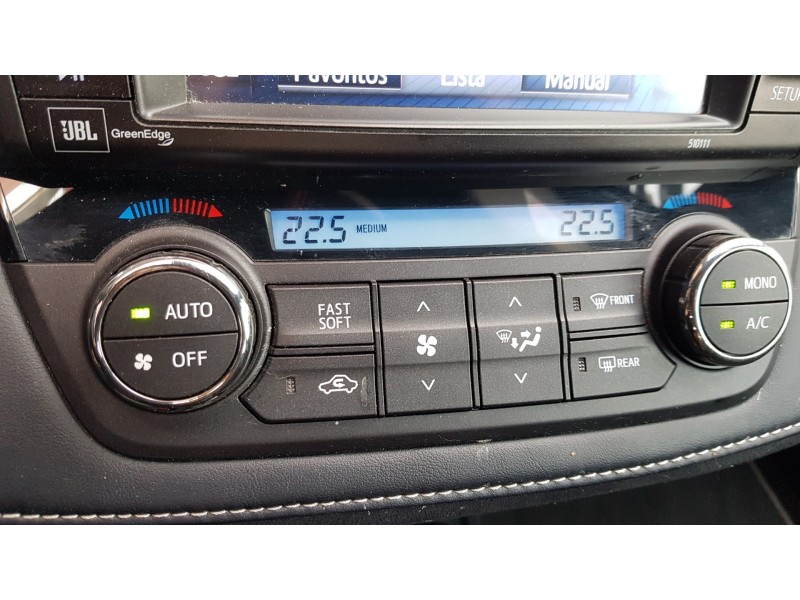 Favoritos Lista Manual
SETUP
JBL GreenEdge
510111
22.5 MEDIUM 22.5
AUTO
OFF
FAST
SOFT
FRONT
REAR
MONO
A/C